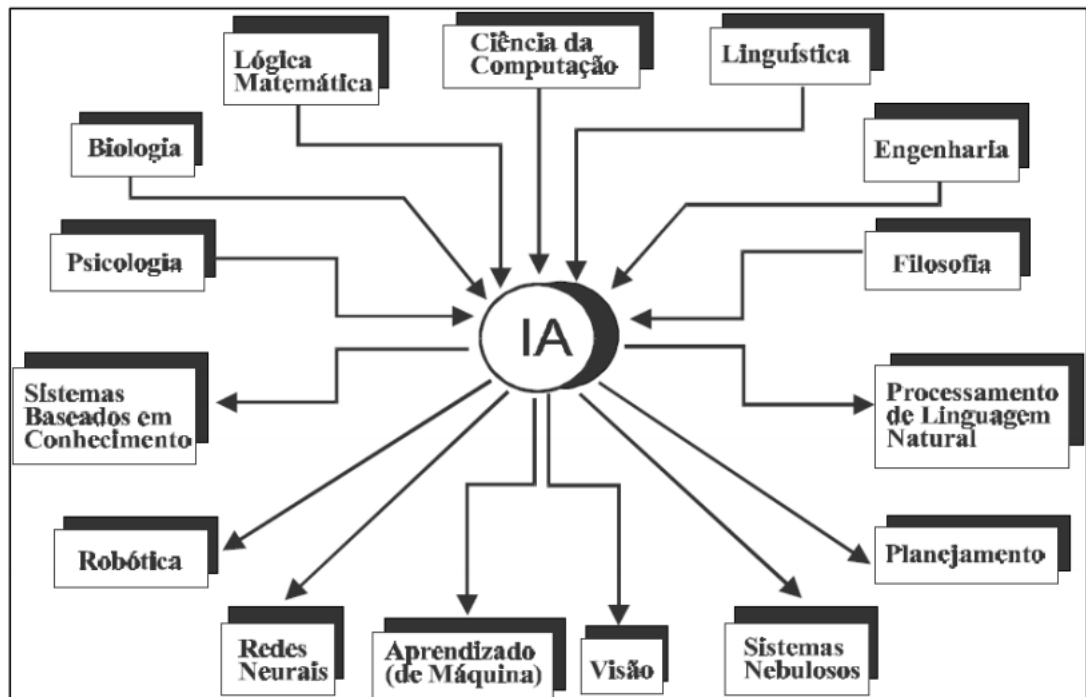 Lógica
Matemática
Ciência da
Computação
Linguística
Biologia
Engenharia
Psicologia
Filosofia
IA
Sistemas
Baseados em
Conhecimento
Processamento
de Linguagem
Natural
Robótica
Planejamento
Redes
Neurais
Aprendizado
(de Máquina)
Visão
Sistemas
Nebulosos